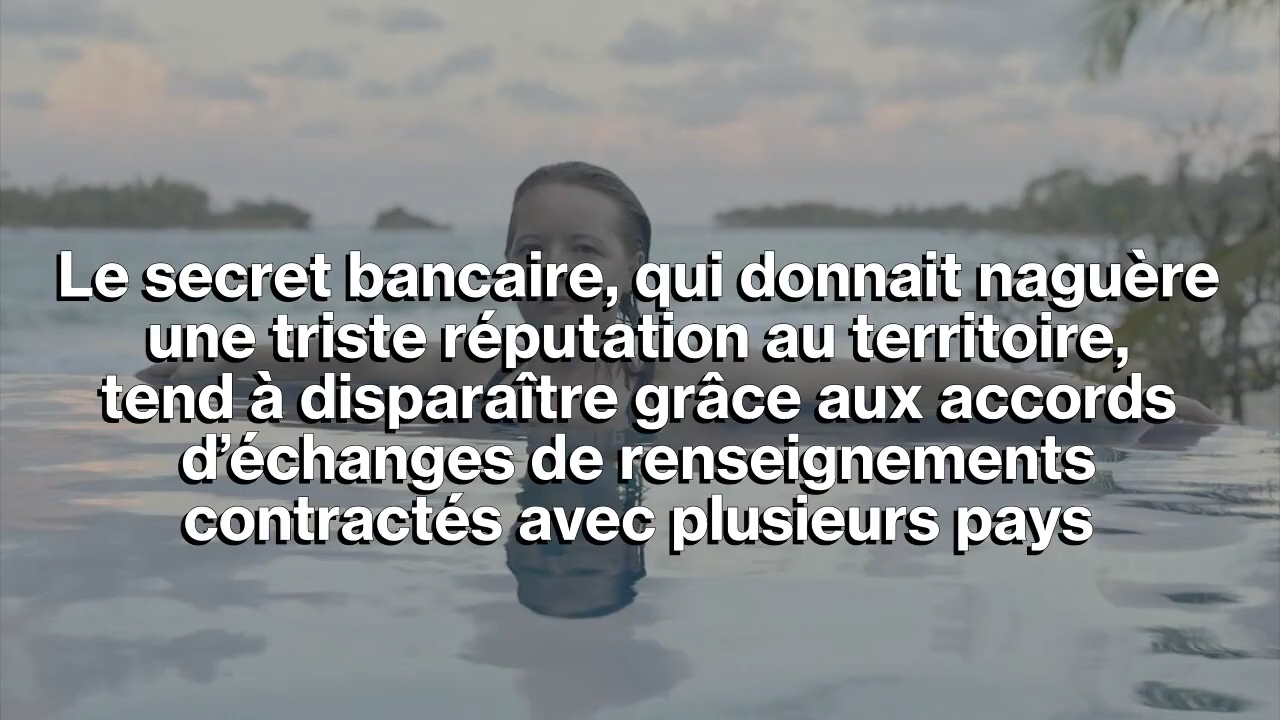 Le secret bancaire, qui donnait naguère
une triste réputation au territoire,
tend à disparaître grâce aux accords
d’échanges de renseignements
contractés avec plusieurs pays